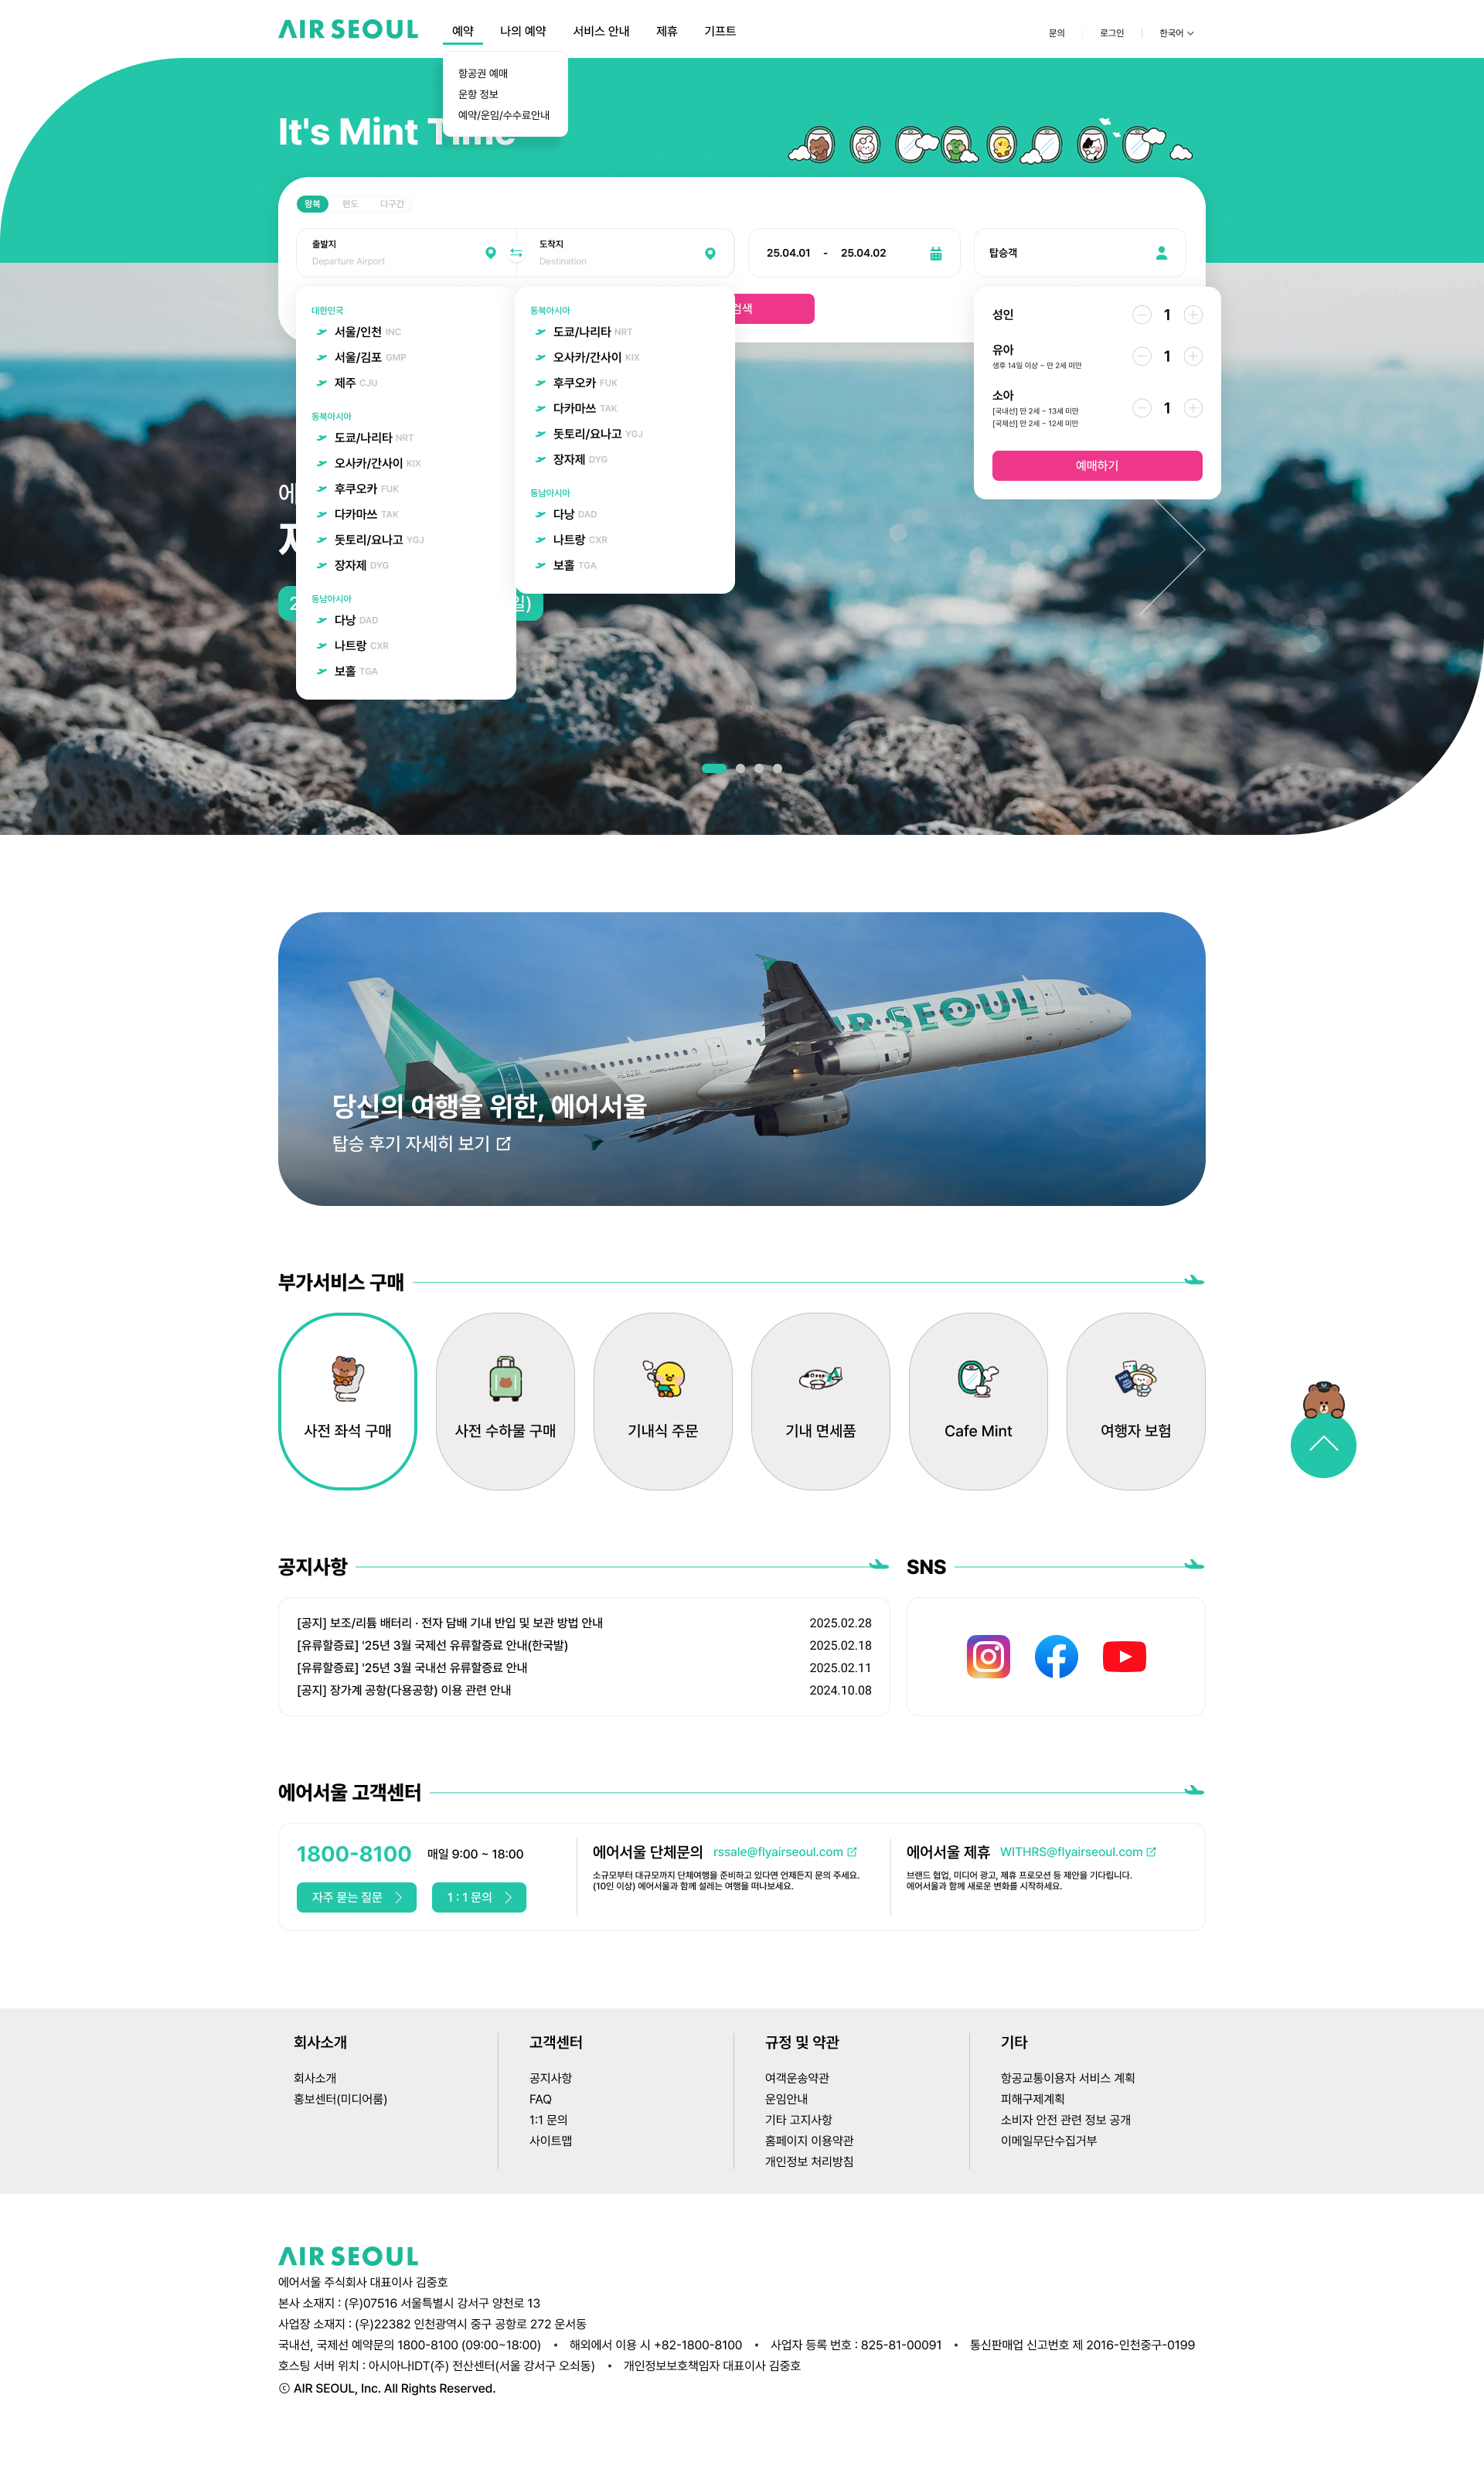 AIR SEOUL
예약 나의 예약 서비스 안내 제휴 기프트
문의 로그인 한국어
항공권 예매
운항 정보
예약/운임/수수료안내
It's Mint Time
왕복 편도 다구간
출발지
Departure Airport
도착지
Destination
25.04.01 - 25.04.02
탑승객
검색
대한민국
서울/인천 INC
서울/김포 GMP
제주 CJU
동북아시아
도쿄/나리타 NRT
오사카/간사이 KIX
후쿠오카 FUK
다카마쓰 TAK
돗토리/요나고 YGJ
장자제 DYG
동남아시아
다낭 DAD
나트랑 CXR
보홀 TGA
동북아시아
도쿄/나리타 NRT
오사카/간사이 KIX
후쿠오카 FUK
다카마쓰 TAK
돗토리/요나고 YGJ
장자제 DYG
동남아시아
다낭 DAD
나트랑 CXR
보홀 TGA
성인 1
유아 1
생후 14일 이상 ~ 만 2세 미만
소아 1
[국내선] 만 2세 ~ 13세 미만
[국제선] 만 2세 ~ 12세 미만
예매하기
일)
AIR SEOUL
HL8281 KUMHO ASIANA GROUP
당신의 여행을 위한, 에어서울
탑승 후기 자세히 보기
부가서비스 구매
사전 좌석 구매
사전 수하물 구매
기내식 주문
기내 면세품
Cafe Mint
여행자 보험
공지사항
[공지] 보조/리튬 배터리 · 전자 담배 기내 반입 및 보관 방법 안내 2025.02.28
[유류할증료] '25년 3월 국제선 유류할증료 안내(한국발) 2025.02.18
[유류할증료] '25년 3월 국내선 유류할증료 안내 2025.02.11
[공지] 장가계 공항(다용공항) 이용 관련 안내 2024.10.08
SNS
에어서울 고객센터
1800-8100 매일 9:00 ~ 18:00
자주 묻는 질문 1 : 1 문의
에어서울 단체문의 rssale@flyairseoul.com
소규모부터 대규모까지 단체여행을 준비하고 있다면 언제든지 문의 주세요.
(10인 이상) 에어서울과 함께 설레는 여행을 떠나보세요.
에어서울 제휴 WITHRS@flyairseoul.com
브랜드 협업, 미디어 광고, 제휴 프로모션 등 제안을 기다립니다.
에어서울과 함께 새로운 변화를 시작하세요.
회사소개
회사소개
홍보센터(미디어룸)
고객센터
공지사항
FAQ
1:1 문의
사이트맵
규정 및 약관
여객운송약관
운임안내
기타 고지사항
홈페이지 이용약관
개인정보 처리방침
기타
항공교통이용자 서비스 계획
피해구제계획
소비자 안전 관련 정보 공개
이메일무단수집거부
AIR SEOUL
에어서울 주식회사 대표이사 김중호
본사 소재지 : (우)07516 서울특별시 강서구 양천로 13
사업장 소재지 : (우)22382 인천광역시 중구 공항로 272 운서동
국내선, 국제선 예약문의 1800-8100 (09:00~18:00) • 해외에서 이용 시 +82-1800-8100 • 사업자 등록 번호 : 825-81-00091 • 통신판매업 신고번호 제 2016-인천중구-0199
호스팅 서버 위치 : 아시아나IDT(주) 전산센터(서울 강서구 오쇠동) • 개인정보보호책임자 대표이사 김중호
ⓒ AIR SEOUL, Inc. All Rights Reserved.